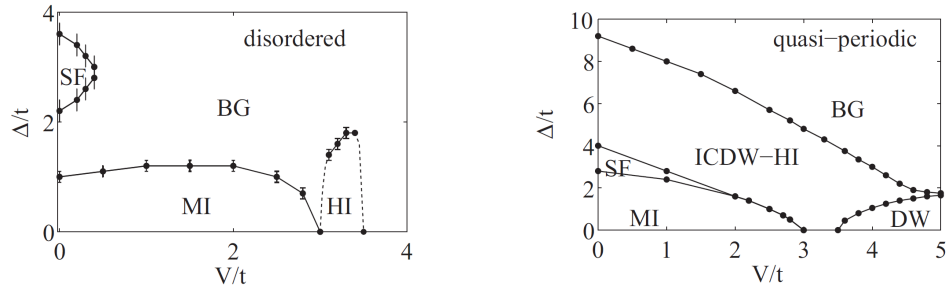 disordered
4
2
0
Δ/t
SF
BG
MI
HI
0
2
4
V/t
quasi−periodic
10
8
6
4
2
0
Δ/t
BG
ICDW−HI
SF
MI
DW
0
1
2
3
4
5
V/t